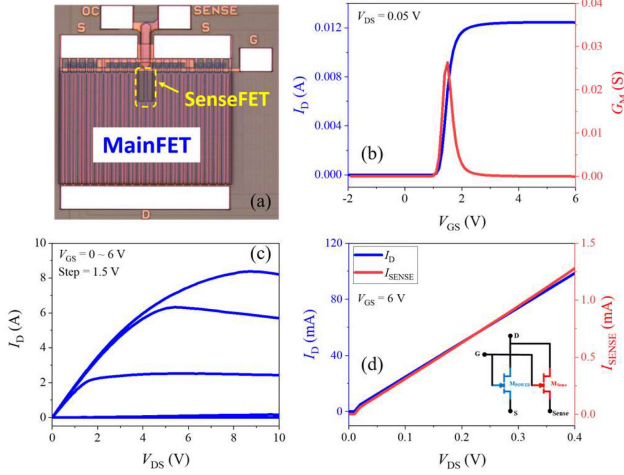 OC
SENSE
S
S
G
SenseFET
MainFET
(a)
D
V_DS = 0.05 V
0.012
0.008
0.004
0.000
I_D (A)
0.04
0.03
0.02
0.01
0.00
G_M (S)
(b)
-2
0
2
4
6
V_GS (V)
10
8
6
4
2
0
I_D (A)
V_GS = 0 ~ 6 V
Step = 1.5 V
(c)
0
2
4
6
8
10
V_DS (V)
120
80
40
0
I_D (mA)
I_D
I_SENSE
V_GS = 6 V
(d)
1.5
1.0
0.5
0.0
I_SENSE (mA)
D
G
S
Sense
0.0
0.1
0.2
0.3
0.4
V_DS (V)